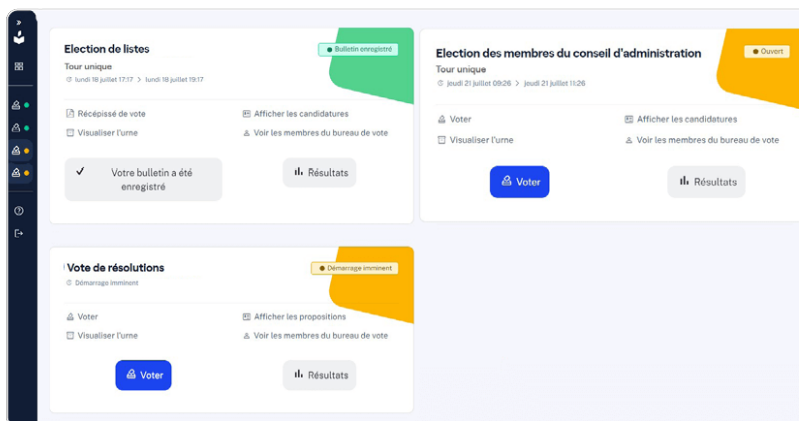 Election de listes
Bulletin enregistré
Tour unique
lundi 18 juillet 17:17 > lundi 18 juillet 19:17
Récépissé de vote
Afficher les candidatures
Visualiser l'urne
Voir les membres du bureau de vote
Votre bulletin a été
enregistré
Résultats
Election des membres du conseil d'administration
Ouvert
Tour unique
jeudi 21 juillet 09:26 > jeudi 21 juillet 11:26
Voter
Afficher les candidatures
Visualiser l'urne
Voir les membres du bureau de vote
Voter
Résultats
Vote de résolutions
Démarrage imminent
Démarrage imminent
Voter
Afficher les propositions
Visualiser l'urne
Voir les membres du bureau de vote
Voter
Résultats